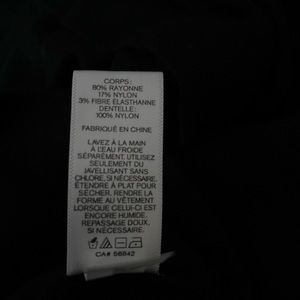 CORPS:
80% RAYONNE
17% NYLON
3% FIBRE ÉLASTHANNE
DENTELLE:
100% NYLON
FABRIQUÉ EN CHINE
LAVEZ À LA MAIN
À L'EAU FROIDE
SÉPARÉMENT. UTILISEZ
SEULEMENT DU
JAVELLISANT SANS
CHLORE, SI NÉCESSAIRE.
ÉTENDRE À PLAT POUR
SÉCHER. RENDRE LA
FORME AU VÊTEMENT
LORSQUE CELUI-CI EST
ENCORE HUMIDE.
REPASSAGE DOUX,
SI NÉCESSAIRE.
CA# 56842